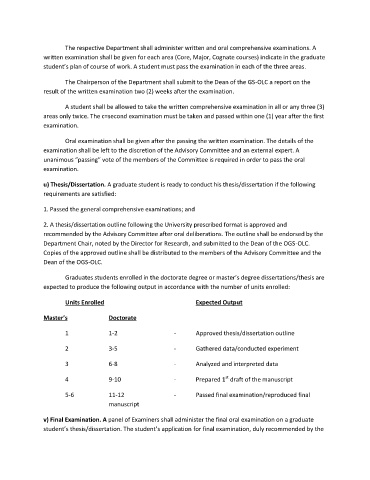 The respective Department shall administer written and oral comprehensive examinations. A
written examination shall be given for each area (Core, Major, Cognate courses) indicate in the graduate
student's plan of course of work. A student must pass the examination in each of the three areas.
The Chairperson of the Department shall submit to the Dean of the GS-OLC a report on the
result of the written examination two (2) weeks after the examination.
A student shall be allowed to take the written comprehensive examination in all or any three (3)
areas only twice. The crsecond examination must be taken and passed within one (1) year after the first
examination.
Oral examination shall be given after the passing the written examination. The details of the
examination shall be left to the discretion of the Advisory Committee and an external expert. A
unanimous "passing" vote of the members of the Committee is required in order to pass the oral
examination.
u) Thesis/Dissertation. A graduate student is ready to conduct his thesis/dissertation if the following
requirements are satisfied:
1. Passed the general comprehensive examinations; and
2. A thesis/dissertation outline following the University prescribed format is approved and
recommended by the Advisory Committee after oral deliberations. The outline shall be endorsed by the
Department Chair, noted by the Director for Research, and submitted to the Dean of the OGS-OLC.
Copies of the approved outline shall be distributed to the members of the Advisory Committee and the
Dean of the OGS-OLC.
Graduates students enrolled in the doctorate degree or master's degree dissertations/thesis are
expected to produce the following output in accordance with the number of units enrolled:
Units Enrolled Expected Output
Master's Doctorate
1 1-2 - Approved thesis/dissertation outline
2 3-5 - Gathered data/conducted experiment
3 6-8 - Analyzed and interpreted data
4 9-10 - Prepared 1st draft of the manuscript
5-6 11-12 - Passed final examination/reproduced final
manuscript
v) Final Examination. A panel of Examiners shall administer the final oral examination on a graduate
student's thesis/dissertation. The student's application for final examination, duly recommended by the